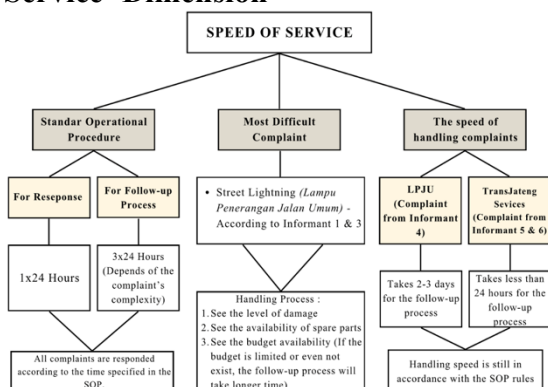 Service Dimension
SPEED OF SERVICE
Standar Operational
Procedure
Most Difficult
Complaint
The speed of
handling complaints
For Reseponse
For Follow-up
Process
• Street Lightning (Lampu
Penerangan Jalan Umum) -
According to Informant 1 & 3
LPJU
(Complaint
from Informant
4)
TransJateng
Sevices
(Complaint from
Informant 5 & 6)
1x24 Hours
3x24 Hours
(Depends of the
complaint's
complexity)
Handling Process :
1. See the level of damage
2. See the availability of spare parts
3. See the budget availability (If the
budget is limited or even not
exist, the follow-up process will
take longer time)
Takes 2-3 days
for the follow-up
process
Takes less than
24 hours for the
follow-up
process
All complaints are responded
according to the time specified in the
SOP
Handling speed is still in
accordance with the SOP rules